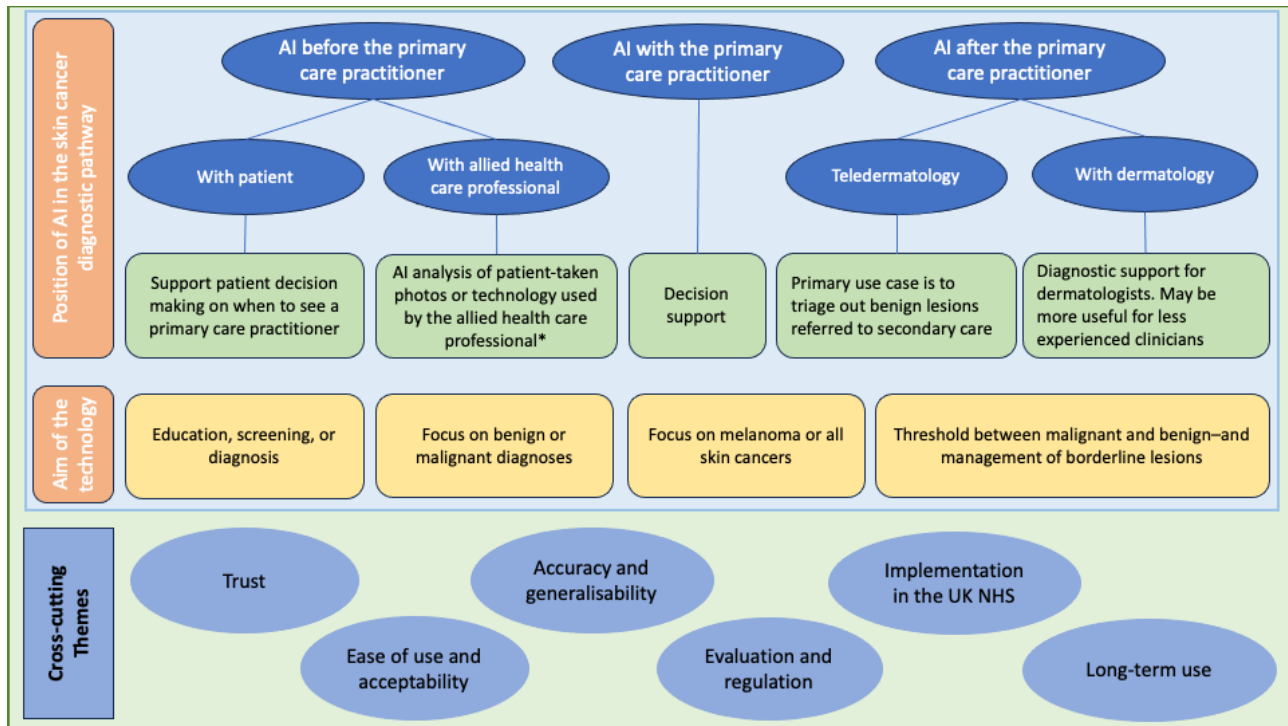 Position of AI in the skin cancer
diagnostic pathway
AI before the primary
care practitioner
AI with the primary
care practitioner
AI after the primary
care practitioner
With patient
With allied health
care professional
Teledermatology
With dermatology
Support patient decision
making on when to see a
primary care practitioner
AI analysis of patient-taken
photos or technology used
by the allied health care
professional*
Decision
support
Primary use case is to
triage out benign lesions
referred to secondary care
Diagnostic support for
dermatologists. May be
more useful for less
experienced clinicians
Aim of the
technology
Education, screening, or
diagnosis
Focus on benign or
malignant diagnoses
Focus on melanoma or all
skin cancers
Threshold between malignant and benign–and
management of borderline lesions
Cross-cutting
Themes
Trust
Accuracy and
generalisability
Implementation
in the UK NHS
Ease of use and
acceptability
Evaluation and
regulation
Long-term use